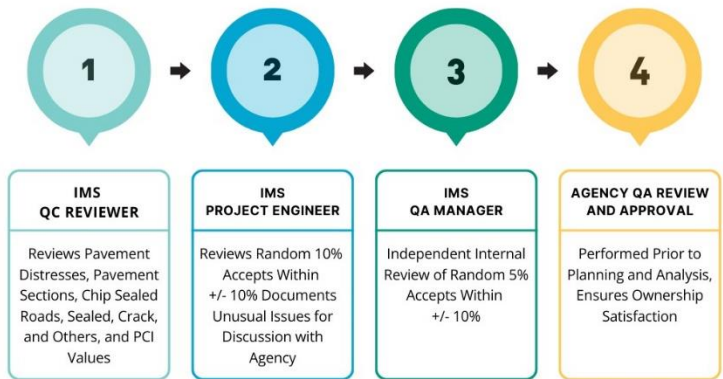 1
2
3
4
IMS
QC REVIEWER
Reviews Pavement
Distresses, Pavement
Sections, Chip Sealed
Roads, Sealed, Crack,
and Others, and PCI
Values
IMS
PROJECT ENGINEER
Reviews Random 10%
Accepts Within
+/- 10% Documents
Unusual Issues for
Discussion with
Agency
IMS
QA MANAGER
Independent Internal
Review of Random 5%
Accepts Within
+/- 10%
AGENCY QA REVIEW
AND APPROVAL
Performed Prior to
Planning and Analysis,
Ensures Ownership
Satisfaction